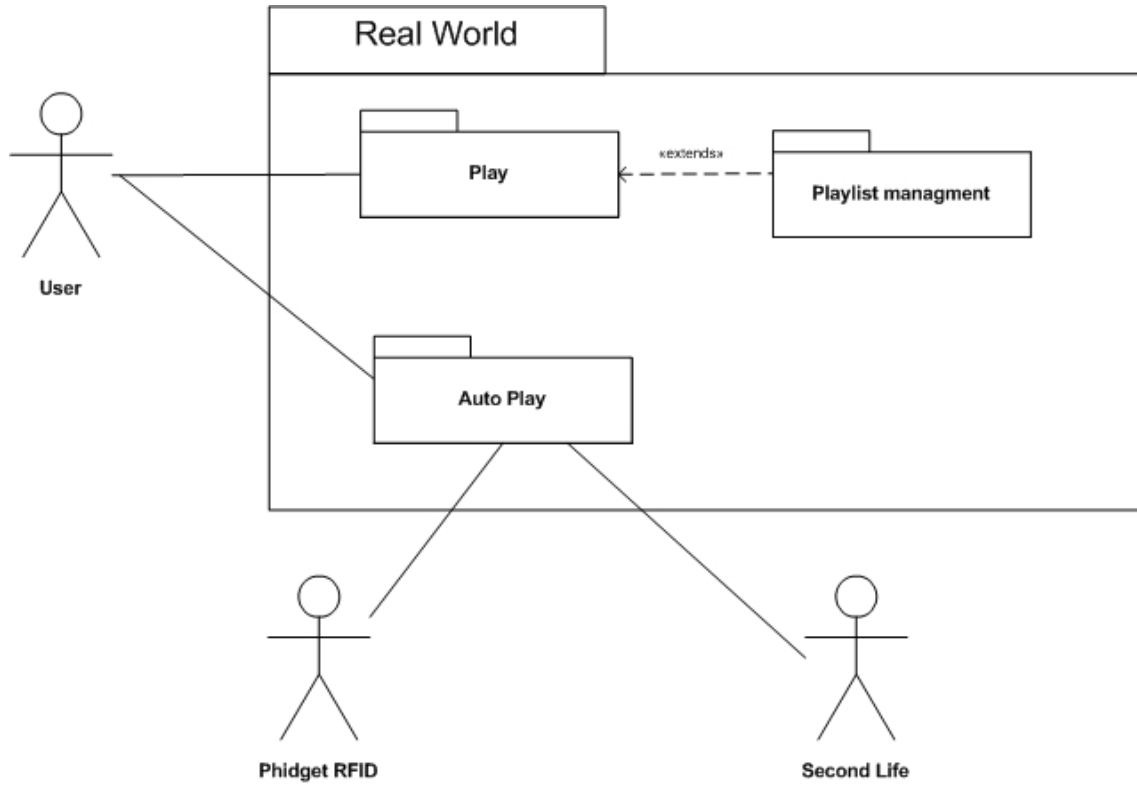 Real World
Play
«extends»
Playlist managment
User
Auto Play
Phidget RFID
Second Life